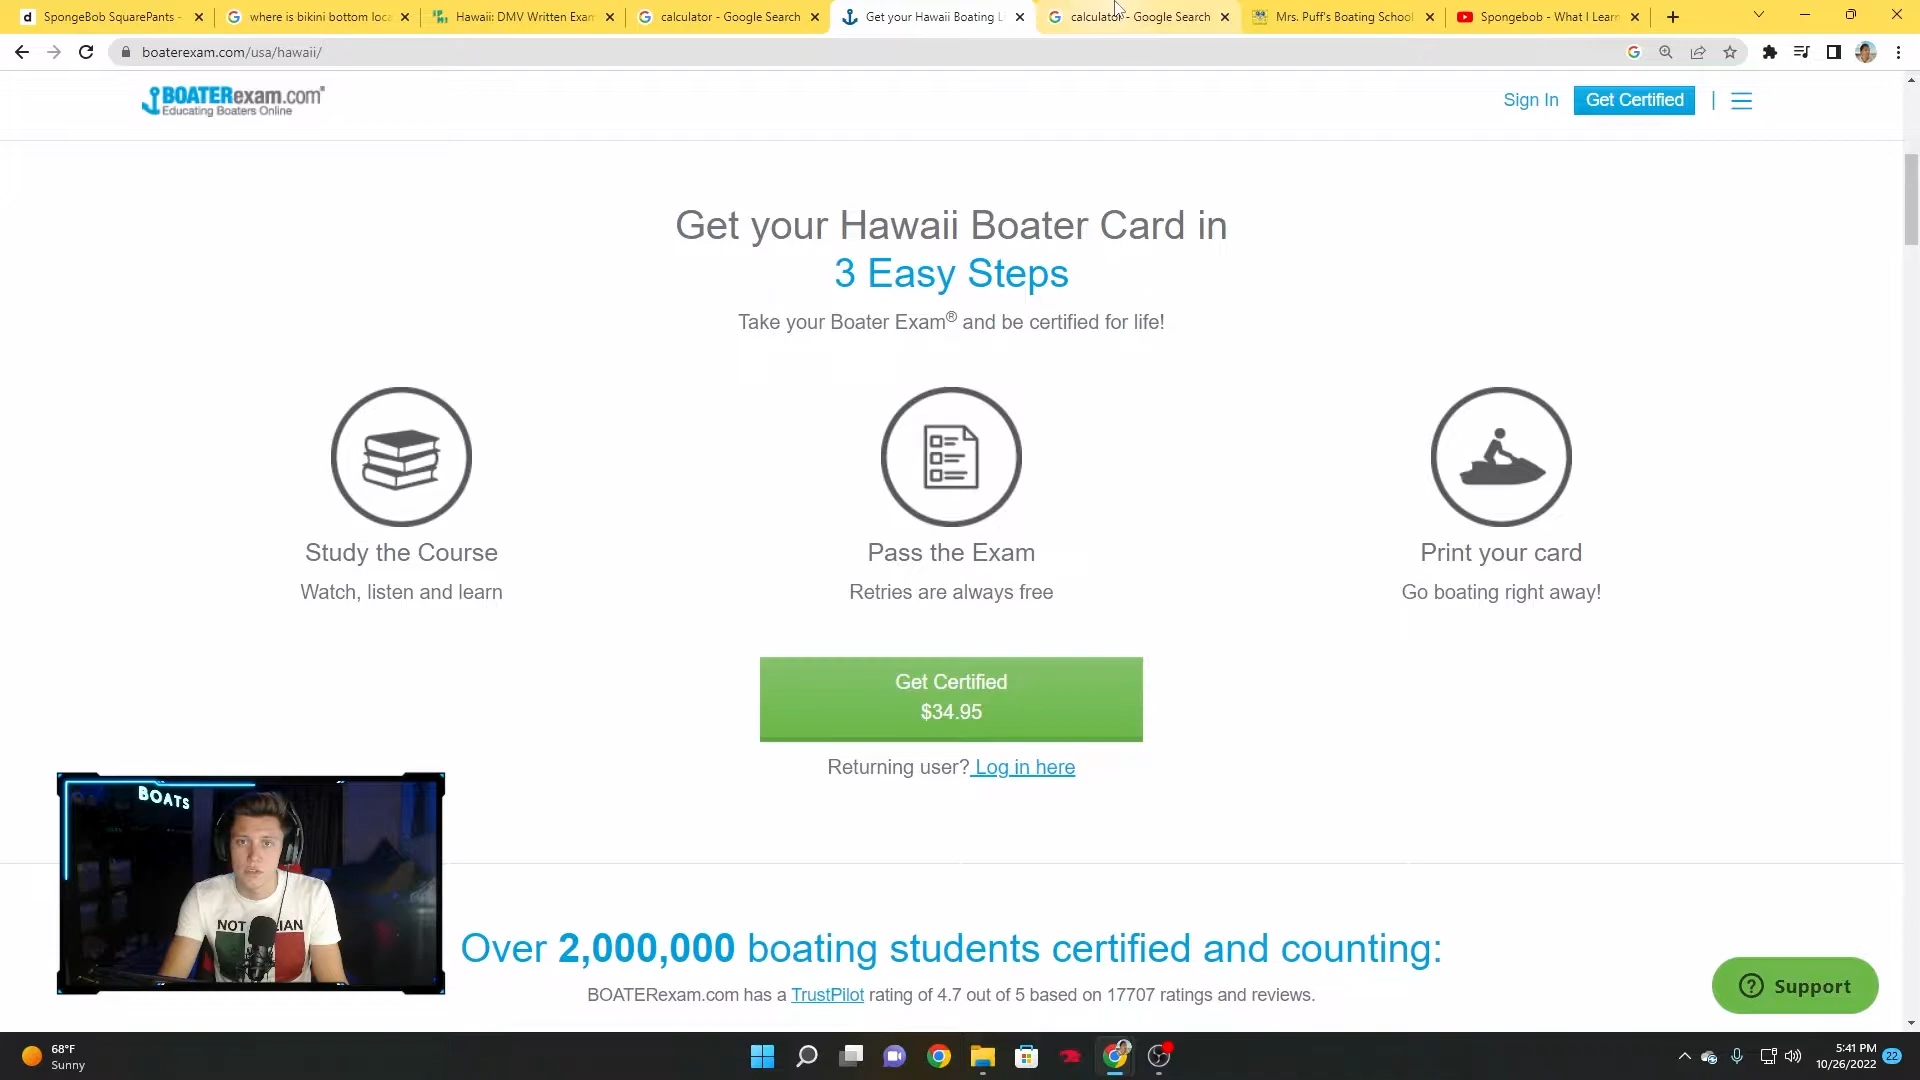 SpongeBob SquarePants -
where is bikini bottom loca
Hawaii: DMV Written Exam
calculator - Google Search
Get your Hawaii Boating Li
calculator - Google Search
Mrs. Puff's Boating School
Spongebob - What I Learn
boaterexam.com/usa/hawaii/
BOATERexam.com®
Educating Boaters Online
Sign In
Get Certified
Get your Hawaii Boater Card in
3 Easy Steps
Take your Boater Exam® and be certified for life!
Study the Course
Pass the Exam
Print your card
Watch, listen and learn
Retries are always free
Go boating right away!
Get Certified
$34.95
Returning user? Log in here
BOATS
NOT
Over 2,000,000 boating students certified and counting:
BOATERexam.com has a TrustPilot rating of 4.7 out of 5 based on 17707 ratings and reviews.
Support
68°F
Sunny
5:41 PM
10/26/2022
22